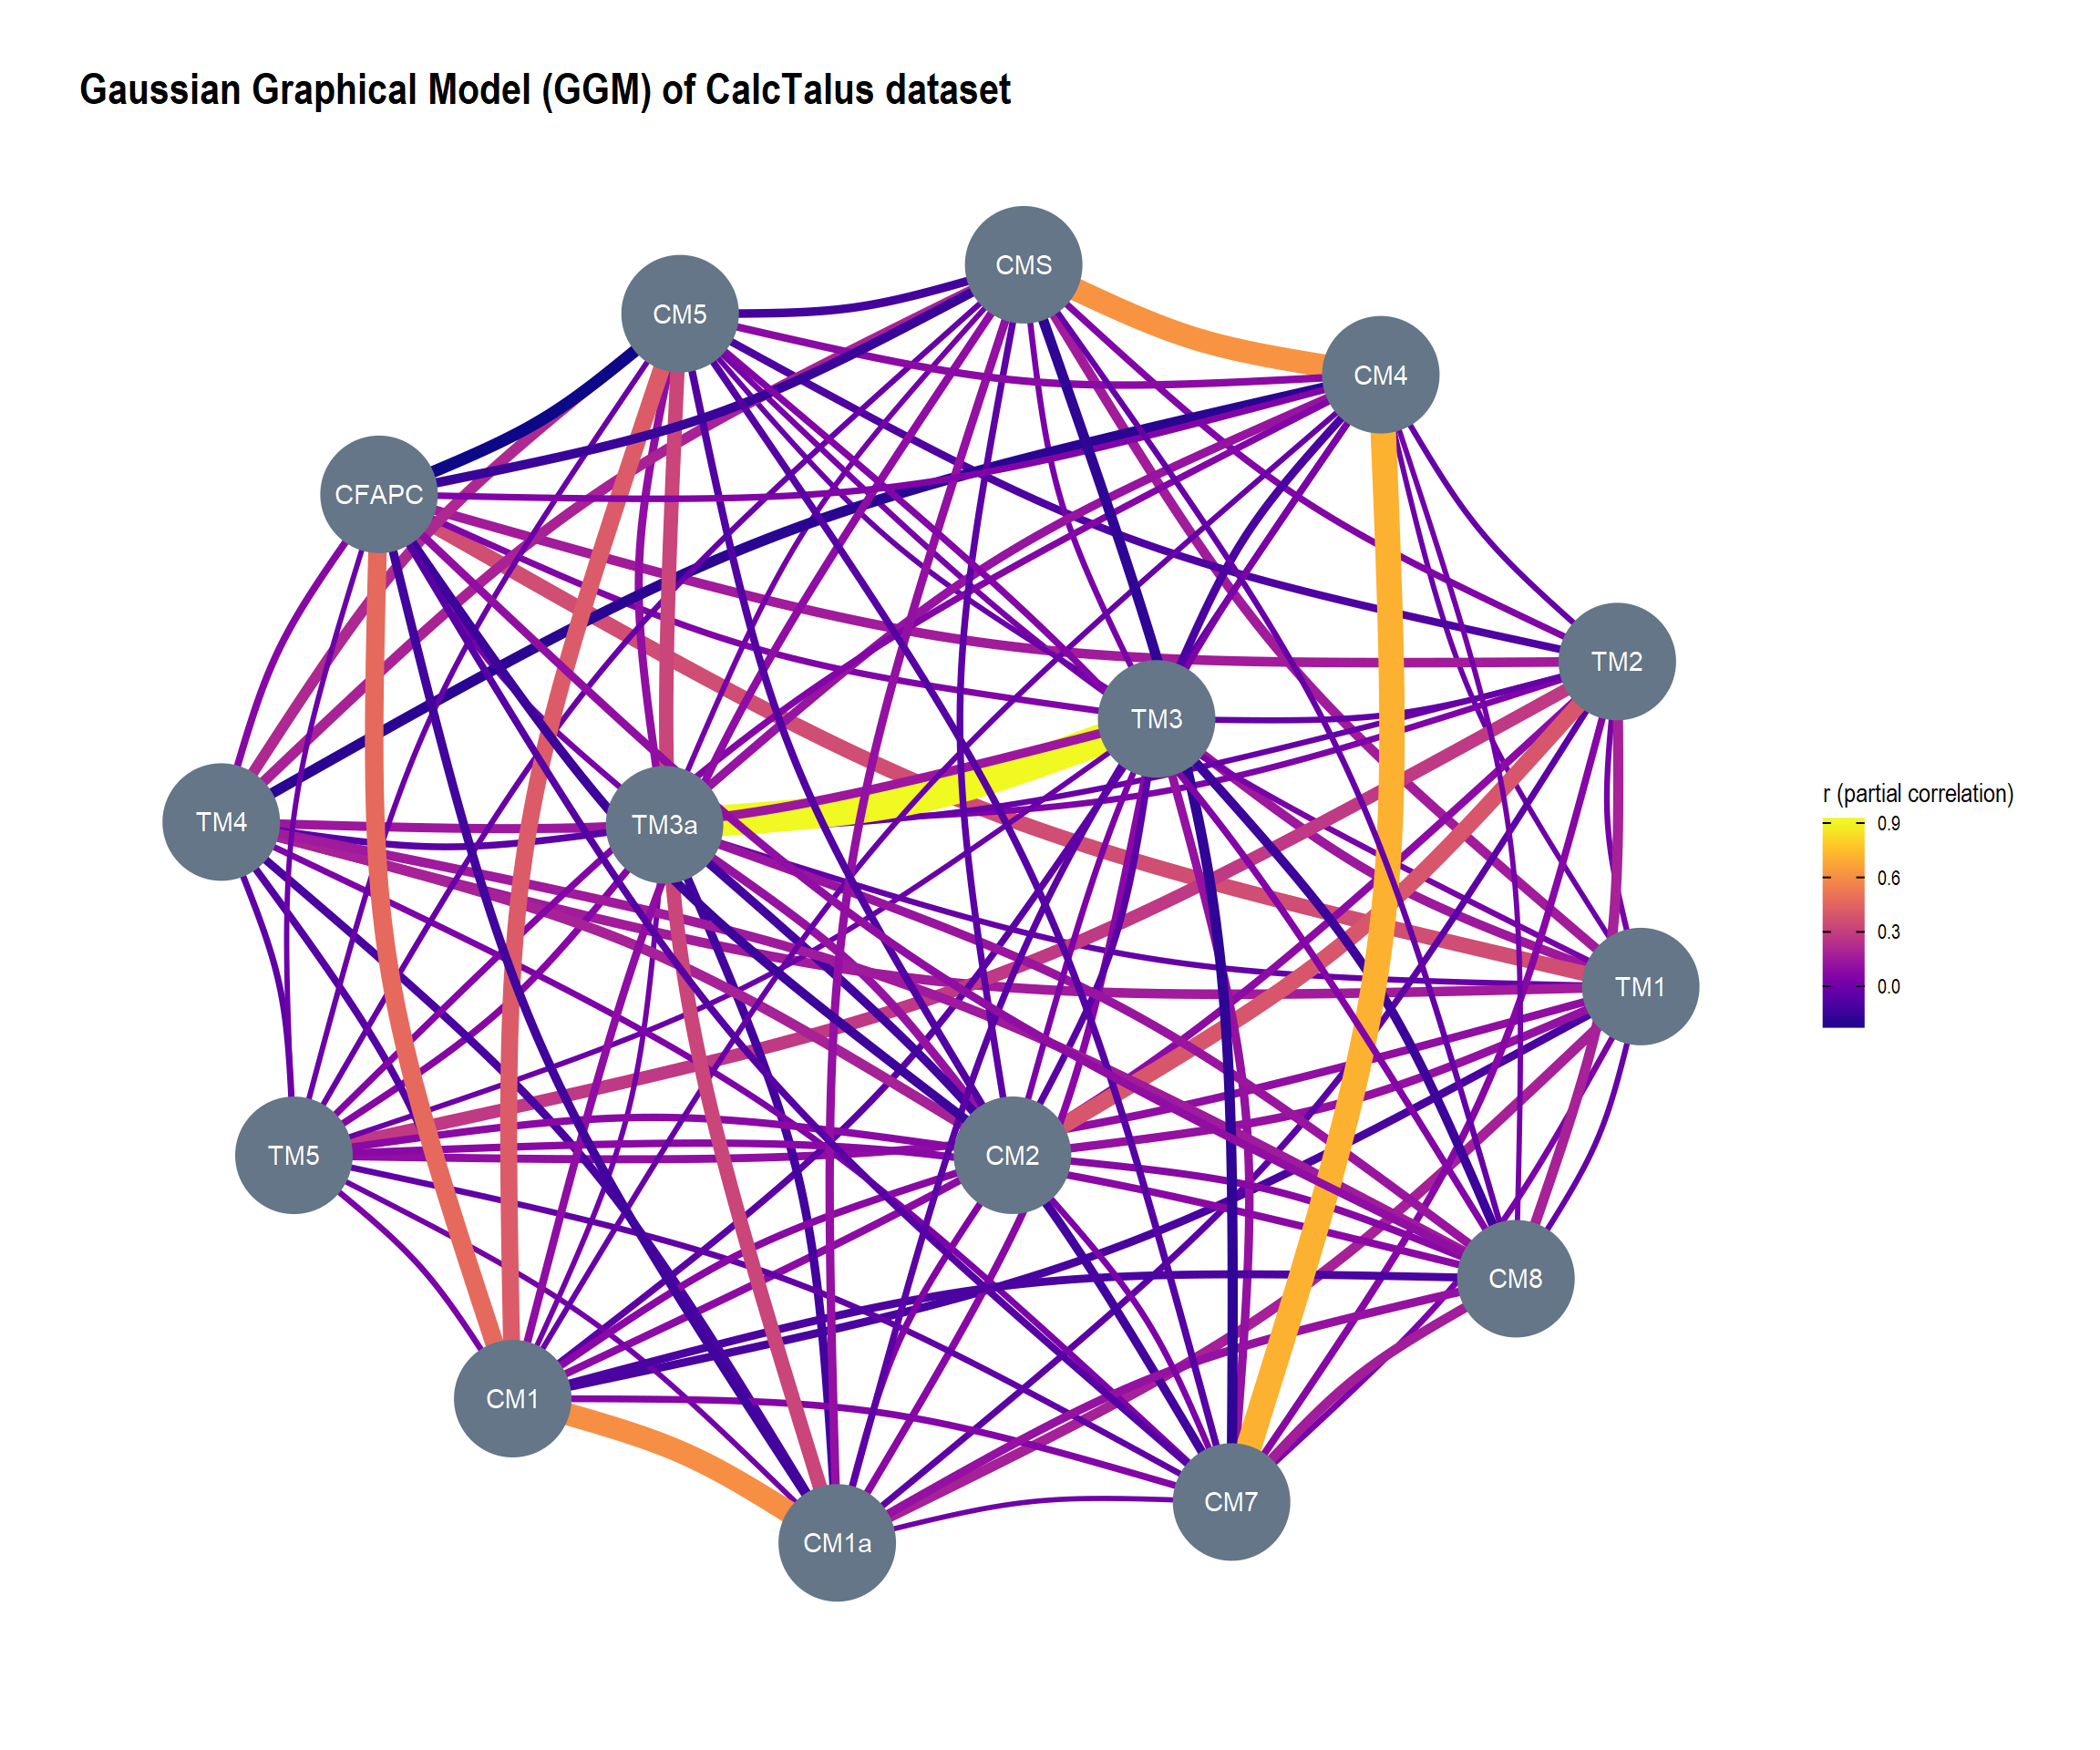 Gaussian Graphical Model (GGM) of CalcTalus dataset
CMS
CM5
CM4
CFAPC
TM2
TM3
TM4
TM3a
TM1
TM5
CM2
CM8
CM1
CM7
CM1a
r (partial correlation)
0.9
0.6
0.3
0.0